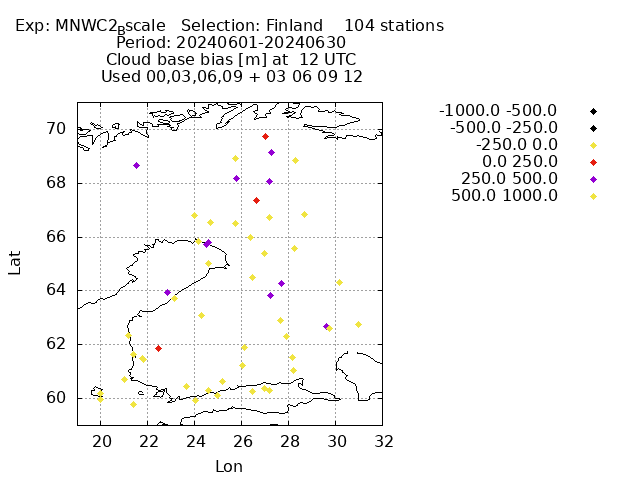 Exp: MNWC2Bscale   Selection: Finland    104 stations
Period: 20240601-20240630
Cloud base bias [m] at  12 UTC
Used 00,03,06,09 + 03 06 09 12
-1000.0 -500.0
-500.0 -250.0
-250.0 0.0
0.0 250.0
250.0 500.0
500.0 1000.0
70
68
66
64
62
60
Lat
20 22 24 26 28 30 32
Lon